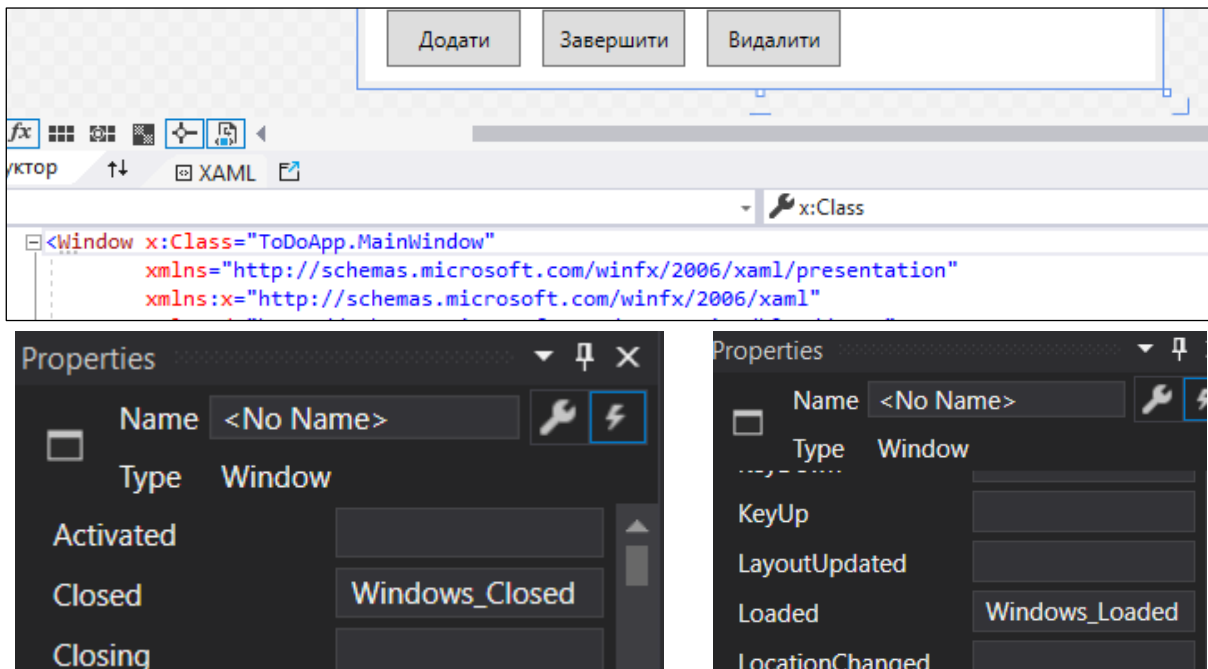 Додати Завершити Видалити
fx
уктор XAML
x:Class
<Window x:Class="ToDoApp.MainWindow"
xmlns="http://schemas.microsoft.com/winfx/2006/xaml/presentation"
xmlns:x="http://schemas.microsoft.com/winfx/2006/xaml"
Properties
Name <No Name>
Type Window
Activated
Closed Windows_Closed
Closing
Properties
Name <No Name>
Type Window
KeyUp
LayoutUpdated
Loaded Windows_Loaded
LocationChanged